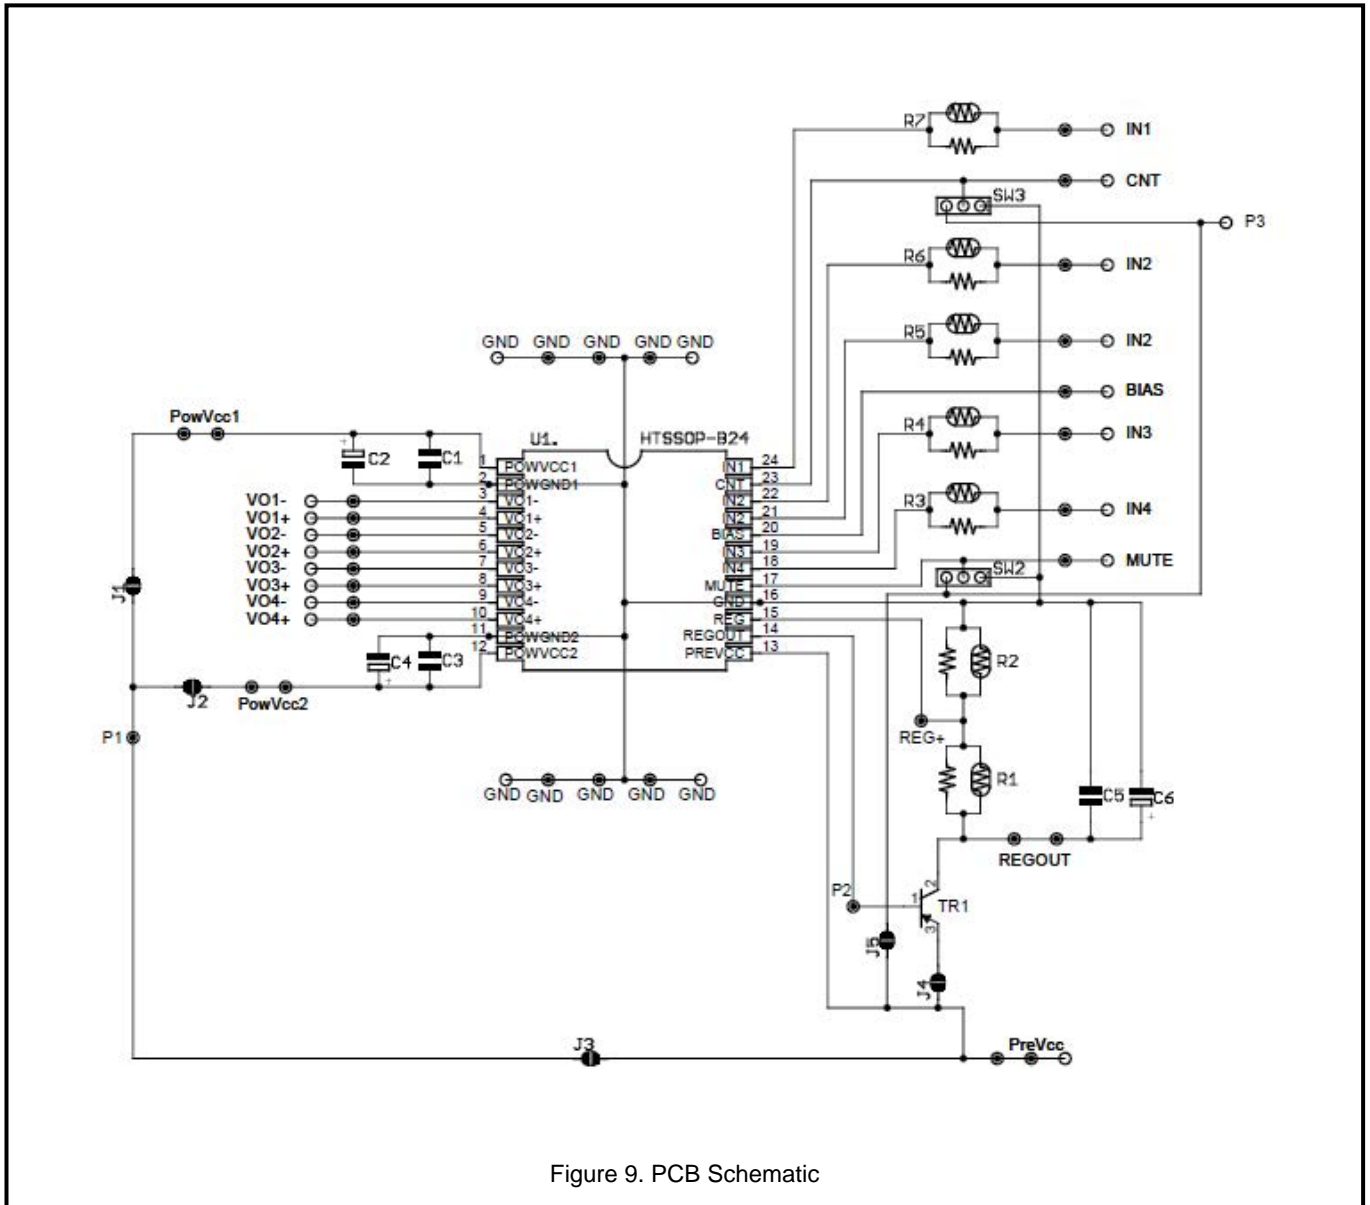 R7
IN1
CNT
SW3
P3
R6
IN2
R5
IN2
GND GND GND GND GND
BIAS
PowVcc1
R4
IN3
U1.
HTSSOP-B24
C2
C1
1
POWVCC1
IN1
24
2
POWGND1
CNT
23
VO1-
3
VO1-
IN2
22
R3
IN4
VO1+
4
VO1+
IN2
21
VO2-
5
VO2-
BIAS
20
VO2+
6
VO2+
IN3
19
VO3-
7
VO3-
IN4
18
MUTE
VO3+
8
VO3+
MUTE
17
SW2
J1
VO4-
9
VO4-
GND
16
VO4+
10
VO4+
REG
15
11
POWGND2
REGOUT
14
C4
C3
12
POWVCC2
PREVCC
13
R2
J2
PowVcc2
P1
REG+
GND GND GND GND GND
R1
C5
C6
REGOUT
P2
1
2
3
TR1
J5
J4
J3
PreVcc
Figure 9. PCB Schematic